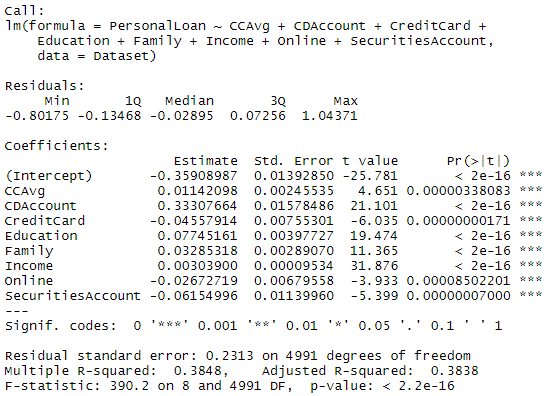 Call:
lm(formula = PersonalLoan ~ CCAvg + CDAccount + CreditCard +
    Education + Family + Income + Online + SecuritiesAccount,
    data = Dataset)
Residuals:
     Min       1Q   Median       3Q      Max
-0.80175 -0.13468 -0.02895  0.07256  1.04371
Coefficients:
                     Estimate  Std. Error t value      Pr(>|t|)
(Intercept)       -0.35908987  0.01392850 -25.781       < 2e-16 ***
CCAvg              0.01142098  0.00245535   4.651 0.00000338083 ***
CDAccount          0.33307664  0.01578486  21.101       < 2e-16 ***
CreditCard        -0.04557914  0.00755301  -6.035 0.00000000171 ***
Education          0.07745161  0.00397727  19.474       < 2e-16 ***
Family             0.03285318  0.00289070  11.365       < 2e-16 ***
Income             0.00303900  0.00009534  31.876       < 2e-16 ***
Online            -0.02672719  0.00679558  -3.933 0.00008502201 ***
SecuritiesAccount -0.06154996  0.01139960  -5.399 0.00000007000 ***
---
Signif. codes:  0 '***' 0.001 '**' 0.01 '*' 0.05 '.' 0.1 ' ' 1
Residual standard error: 0.2313 on 4991 degrees of freedom
Multiple R-squared:  0.3848,    Adjusted R-squared:  0.3838
F-statistic: 390.2 on 8 and 4991 DF,  p-value: < 2.2e-16